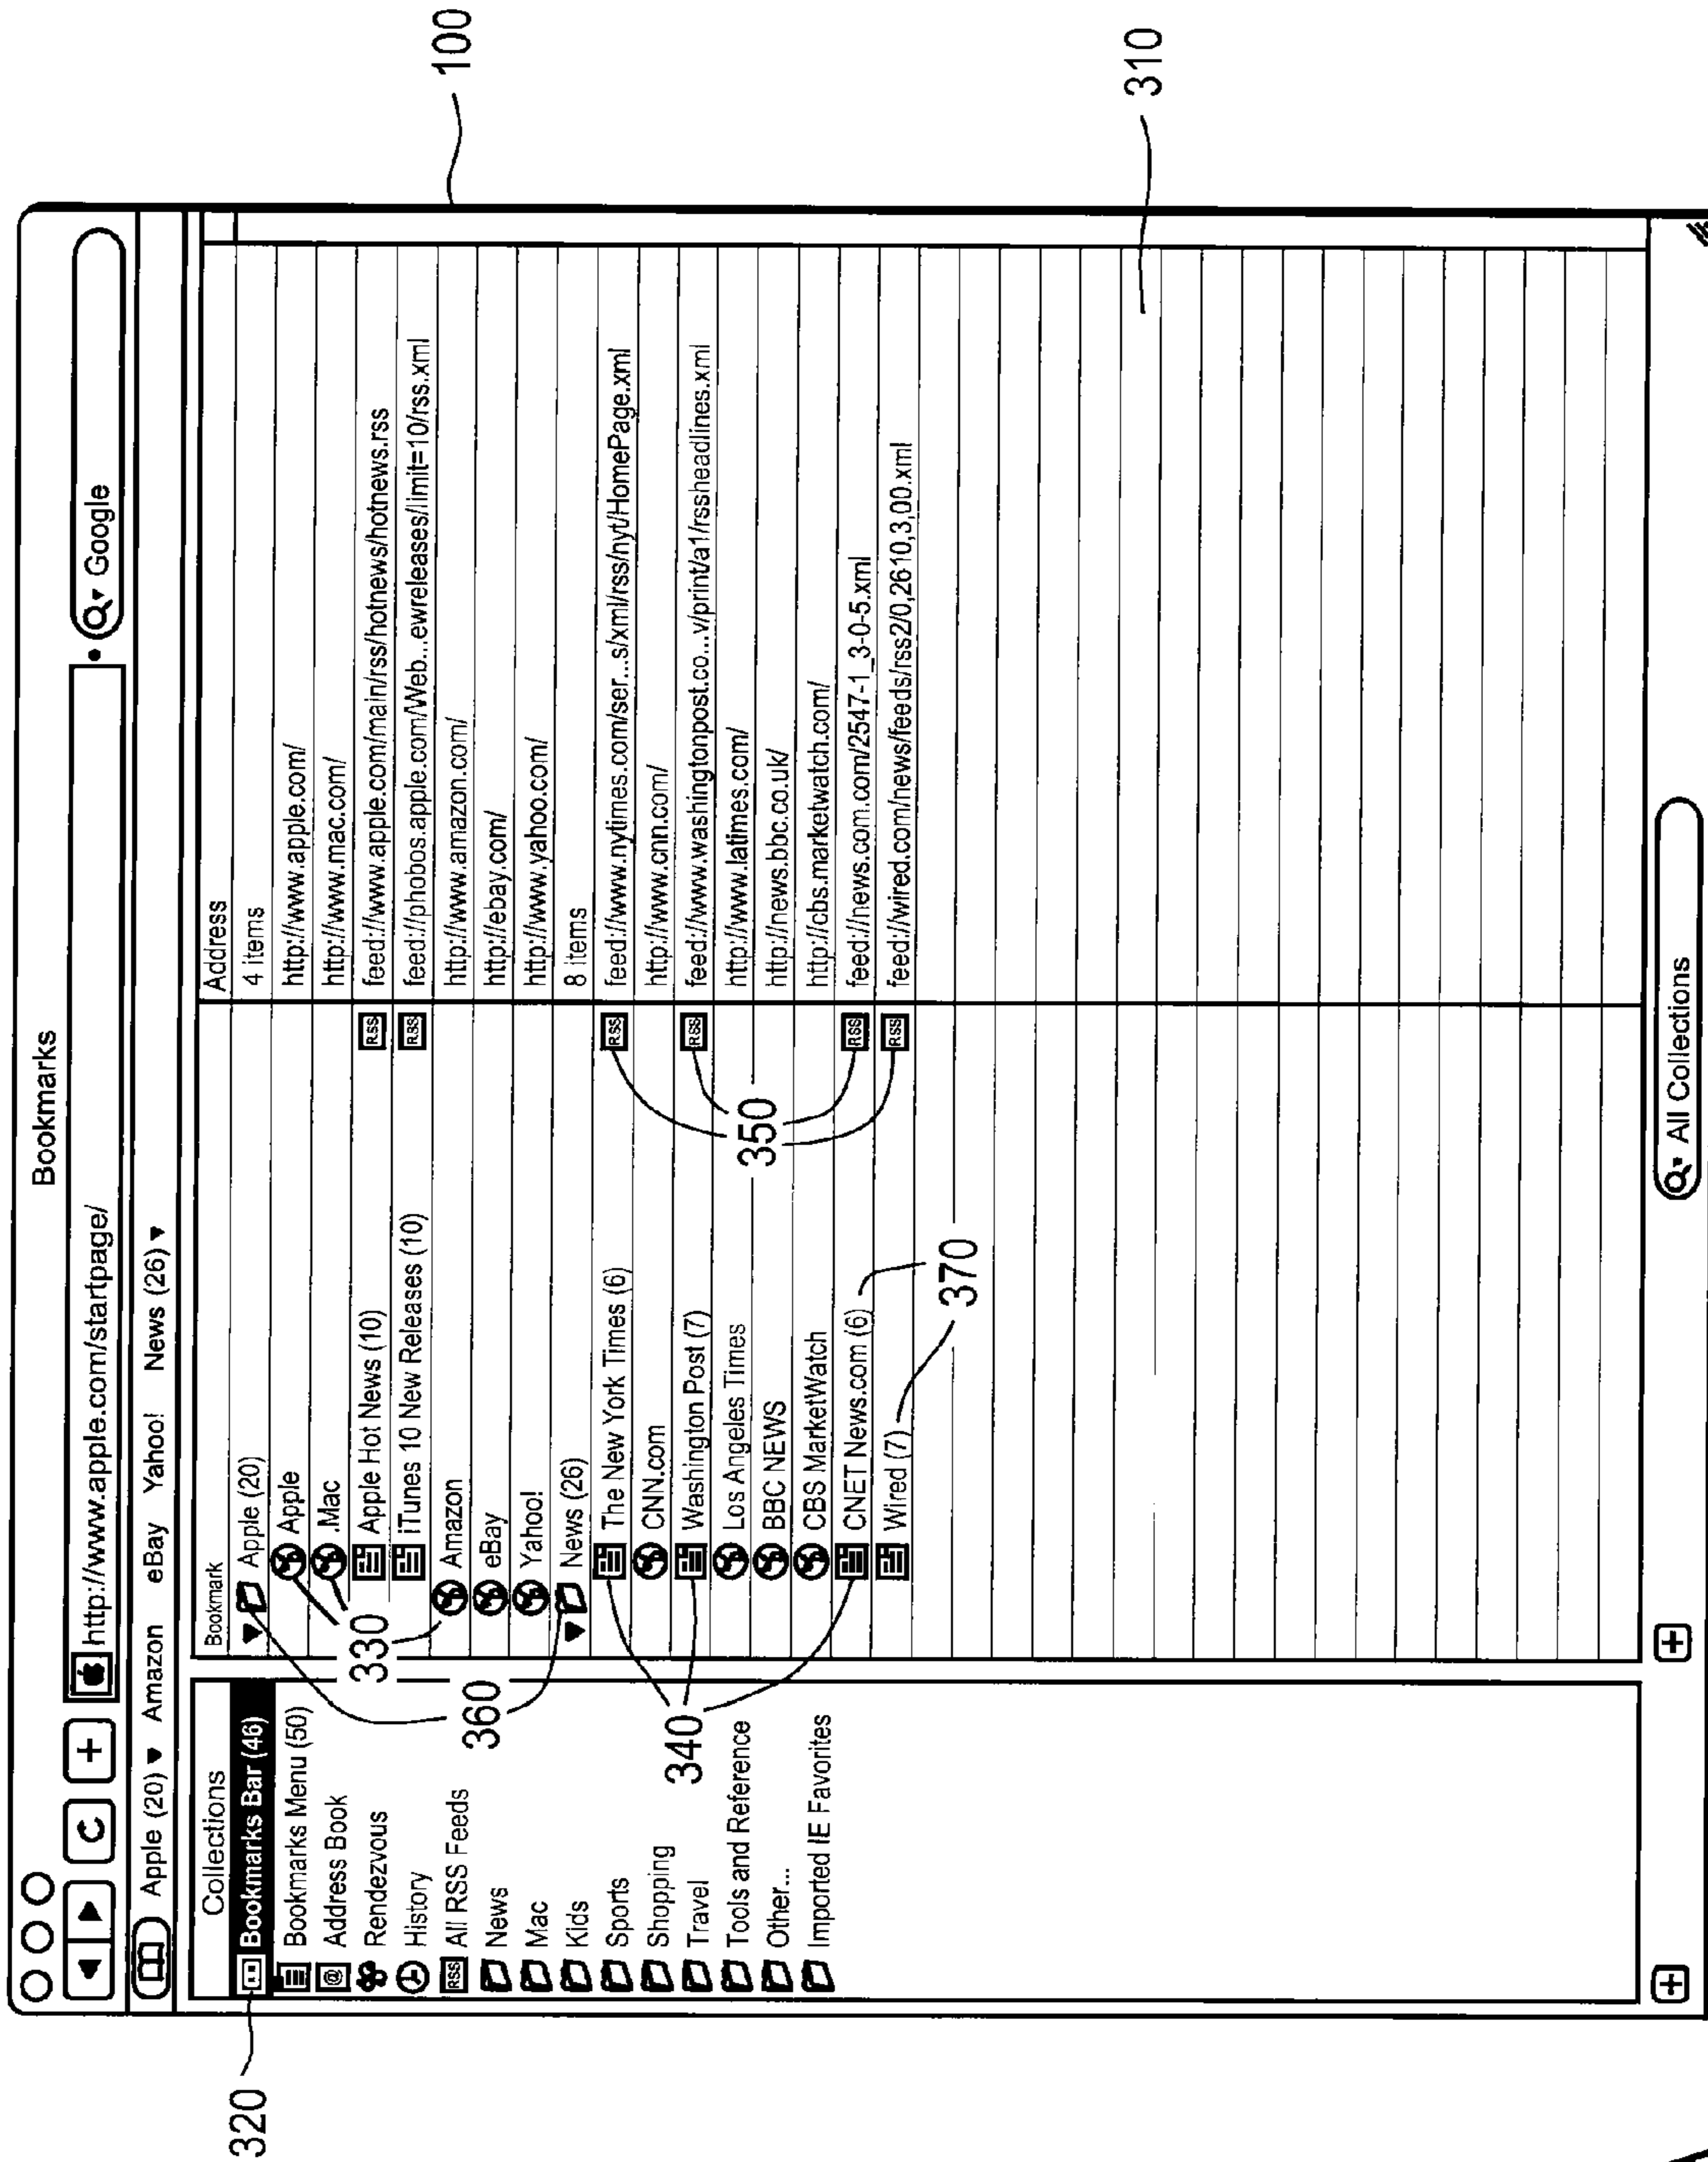 Bookmarks
http://www.apple.com/startpage/
Google
Apple (20) Amazon eBay Yahoo! News (26)
Collections
Bookmarks Bar (46)
Bookmarks Menu (50)
Address Book
Rendezvous
History
RSS All RSS Feeds
News
Mac
Kids
Sports
Shopping
Travel
Tools and Reference
Other...
Imported IE Favorites
Bookmark Address
Apple (20) 4 items
Apple http://www.apple.com/
.Mac http://www.mac.com/
Apple Hot News (10) RSS feed://www.apple.com/main/rss/hotnews/hotnews.rss
iTunes 10 New Releases (10) RSS feed://phobos.apple.com/Web...ewreleases/limit=10/rss.xml
Amazon http://www.amazon.com/
eBay http://ebay.com/
Yahoo! http://www.yahoo.com/
News (26) 8 items
The New York Times (6) RSS feed://www.nytimes.com/ser...s/xml/rss/nyt/HomePage.xml
CNN.com http://www.cnn.com/
Washington Post (7) RSS feed://www.washingtonpost.co...v/print/a1/rssheadlines.xml
Los Angeles Times http://www.latimes.com/
BBC NEWS http://news.bbc.co.uk/
CBS MarketWatch http://cbs.marketwatch.com/
CNET News.com (6) RSS feed://news.com.com/2547-1_3-0-5.xml
Wired (7) RSS feed://wired.com/news/feeds/rss2/0,2610,3,00.xml
All Collections
100
310
320
330
340
350
360
370